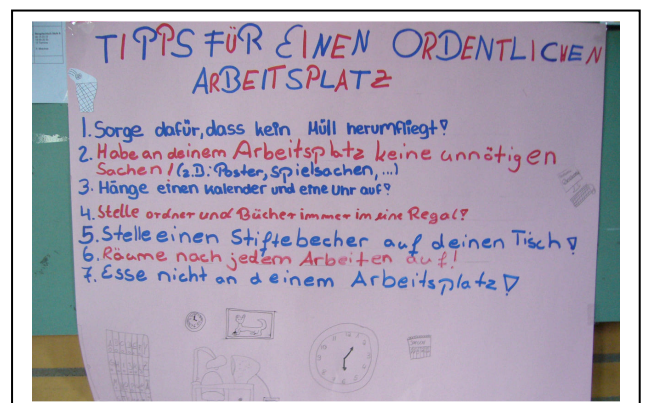 TIPPS FÜR EINEN ORDENTLICHEN
ARBEITSPLATZ
1. Sorge dafür, dass kein Müll herumfliegt!
2. Habe an deinem Arbeitsplatz keine unnötigen
Sachen! (z.B.: Poster, Spielsachen, ...)
3. Hänge einen Kalender und eine Uhr auf!
4. Stelle ordner und Bücher immer in eine Regal!
5. Stelle einen Stiftebecher auf deinen Tisch!
6. Räume nach jedem Arbeiten auf!
7. Esse nicht an deinem Arbeitsplatz!